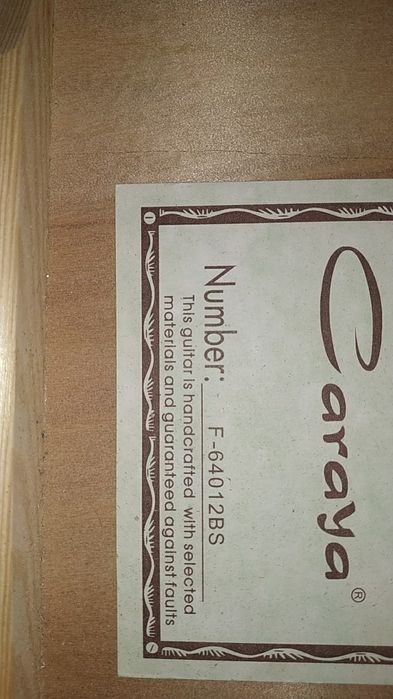 Caraya®
Number: F-64012BS
This guitar is handcrafted with selected
materials and guaranteed against faults